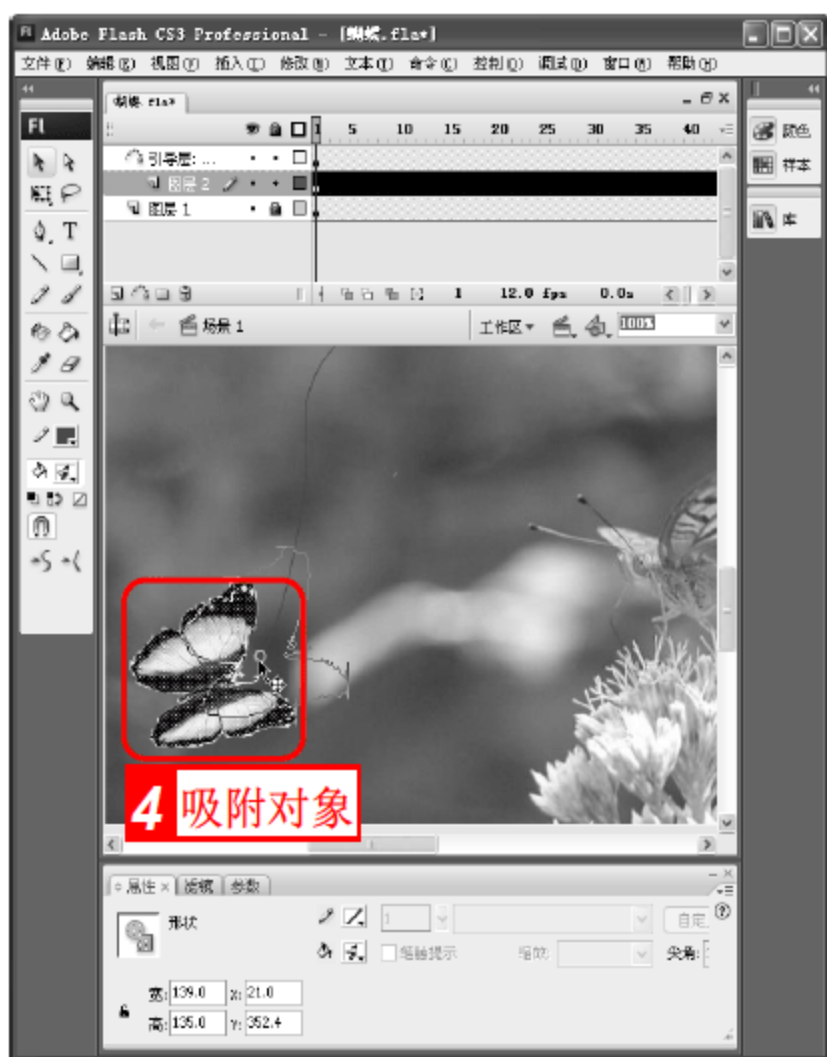 Adobe Flash CS3 Professional - [蝴蝶.fla*]
文件(F) 编辑(E) 视图(V) 插入(I) 修改(M) 文本(T) 命令(C) 控制(O) 调试(D) 窗口(W) 帮助(H)
蝴蝶.fla*
Fl
1 5 10 15 20 25 30 35 40
引导层: ...
图层 2
图层 1
1 12.0 fps 0.0s
场景 1
工作区
100%
颜色
样本
库
T
4 吸附对象
属性 × 滤镜 参数
形状
1
自定
笔触提示
缩放:
尖角:
宽: 139.0 X: 21.0
高: 135.0 Y: 352.4